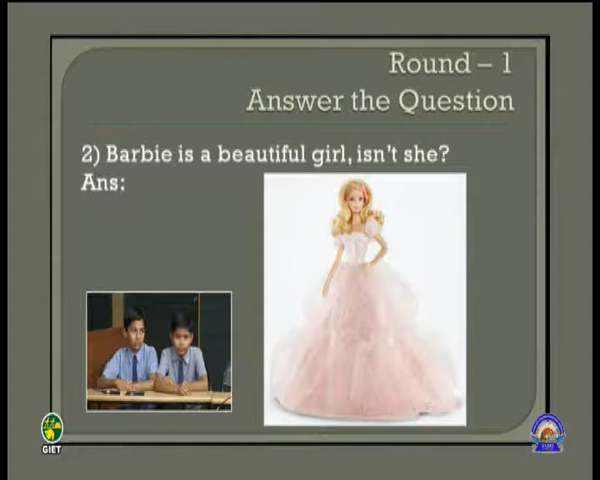 Round – 1
Answer the Question
2) Barbie is a beautiful girl, isn't she?
Ans:
GIET